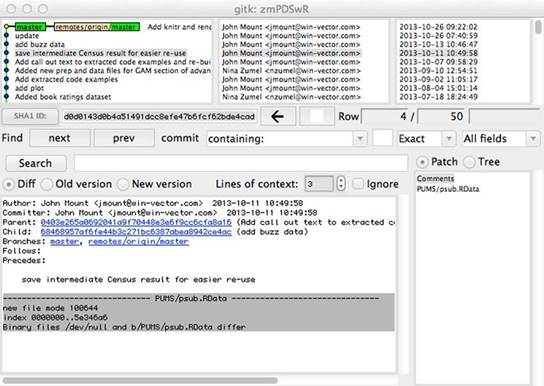 gitk: zmPDSwR
master remotes/origin/master Add knitr and rend
update
add buzz data
save intermediate Census result for easier re-use
Add call out text to extracted code examples and re-bui
Added new prep and data files for GAM section of advan
Added extracted code examples
add plot
Added book ratings dataset
John Mount <jmount@win-vector.com>
John Mount <jmount@win-vector.com>
John Mount <jmount@win-vector.com>
John Mount <jmount@win-vector.com>
John Mount <jmount@win-vector.com>
Nina Zumel <nzumel@win-vector.com>
John Mount <jmount@win-vector.com>
John Mount <jmount@win-vector.com>
Nina Zumel <nzumel@win-vector.com>
2013-10-26 09:22:02
2013-10-14 07:50:59
2013-10-13 10:46:47
2013-10-11 10:49:58
2013-10-07 09:58:29
2013-09-10 12:54:51
2013-09-02 11:05:17
2013-08-04 15:01:14
2013-07-18 18:24:49
SHA1 ID: d0d0143d0b4a51491dcc8efe47b6fcf62bde4cad Row 4 / 50
Find next prev commit containing: Exact All fields
Search
Diff Old version New version Lines of context: 3 Ignore
Author: John Mount <jmount@win-vector.com> 2013-10-11 10:49:58
Committer: John Mount <jmount@win-vector.com> 2013-10-11 10:49:58
Parent: 0403e265a0692041a9f70448e3e6f9cc6cfa8a16 (Add call out text to extracted co
Child: 68468957af6fe44b3c271bc6387abea8942ce4ac (add buzz data)
Branches: master, remotes/origin/master
Follows:
Precedes:
save intermediate Census result for easier re-use
PUMS/psub.RData
new file mode 100644
index 0000000..5e346a6
Binary files /dev/null and b/PUMS/psub.RData differ
Patch Tree
Comments
PUMS/psub.RData